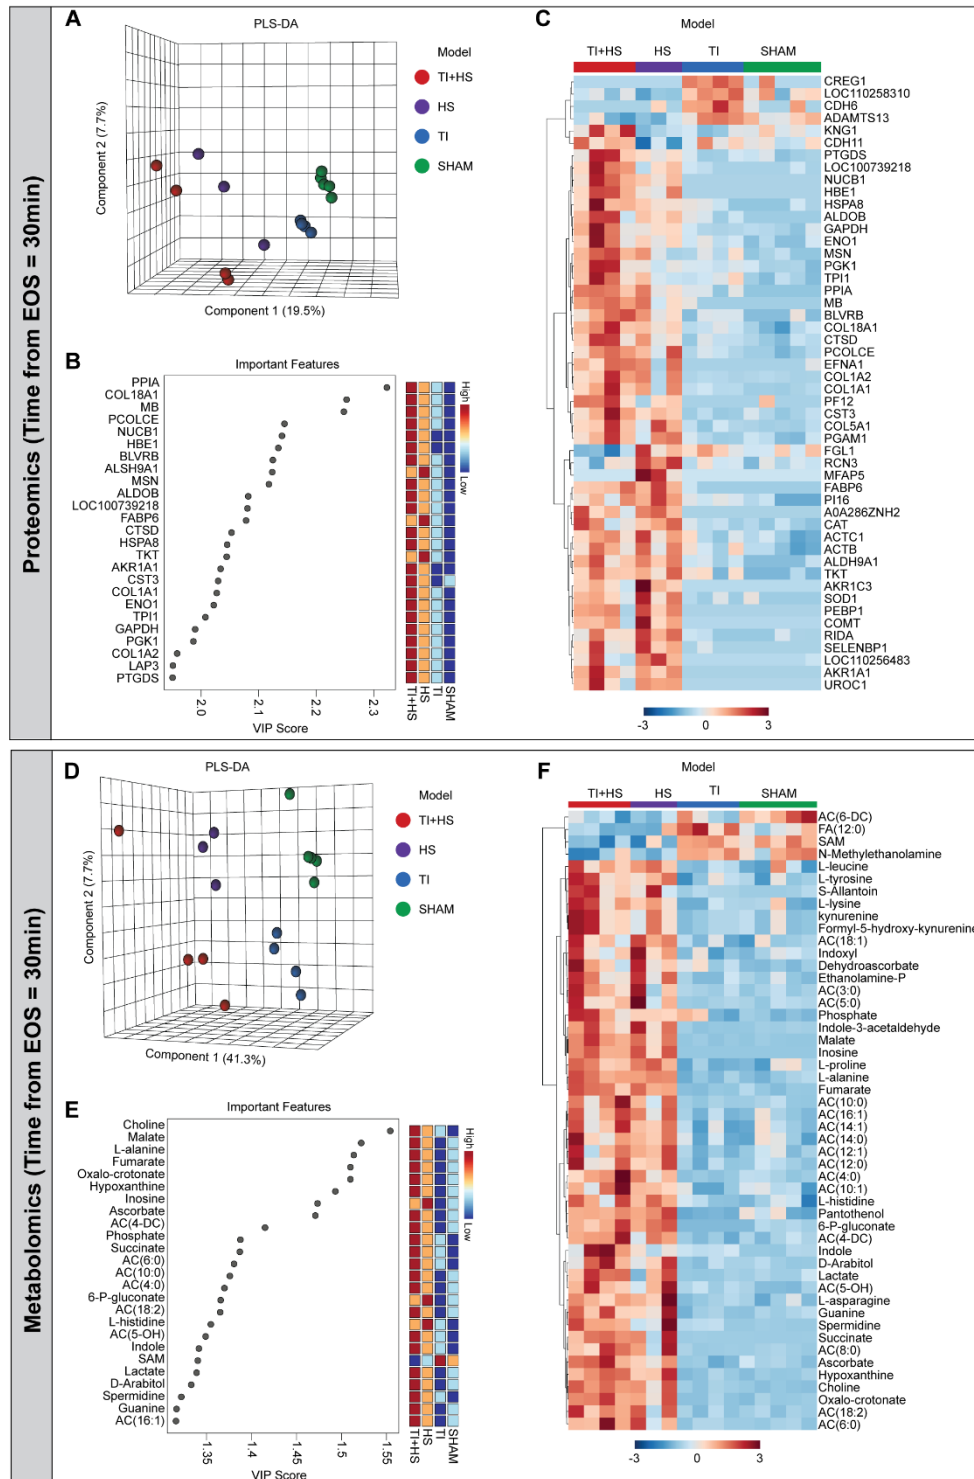 Proteomics (Time from EOS = 30min)
A
PLS-DA
Model
TI+HS
HS
TI
SHAM
Component 2 (7.7%)
Component 1 (19.5%)
B
Important Features
PPIA
COL18A1
MB
PCOLCE
NUCB1
HBE1
BLVRB
ALSH9A1
MSN
ALDOB
LOC100739218
FABP6
CTSD
HSPA8
TKT
AKR1A1
CST3
COL1A1
ENO1
TPI1
GAPDH
PGK1
COL1A2
LAP3
PTGDS
2.0
2.1
2.2
2.3
VIP Score
High
Low
TI+HS
HS
TI
SHAM
C
Model
TI+HS
HS
TI
SHAM
CREG1
LOC110258310
CDH6
ADAMTS13
KNG1
CDH11
PTGDS
LOC100739218
NUCB1
HBE1
HSPA8
ALDOB
GAPDH
ENO1
MSN
PGK1
TPI1
PPIA
MB
BLVRB
COL18A1
CTSD
PCOLCE
EFNA1
COL1A2
COL1A1
PF12
CST3
COL5A1
PGAM1
FGL1
RCN3
MFAP5
FABP6
PI16
A0A286ZNH2
CAT
ACTC1
ACTB
ALDH9A1
TKT
AKR1C3
SOD1
PEBP1
COMT
RIDA
SELENBP1
LOC110256483
AKR1A1
UROC1
-3
0
3
Metabolomics (Time from EOS = 30min)
D
PLS-DA
Model
TI+HS
HS
TI
SHAM
Component 2 (7.7%)
Component 1 (41.3%)
E
Important Features
Choline
Malate
L-alanine
Fumarate
Oxalo-crotonate
Hypoxanthine
Inosine
Ascorbate
AC(4-DC)
Phosphate
Succinate
AC(6:0)
AC(10:0)
AC(4:0)
6-P-gluconate
AC(18:2)
L-histidine
AC(5-OH)
Indole
SAM
Lactate
D-Arabitol
Spermidine
Guanine
AC(16:1)
1.35
1.4
1.45
1.5
1.55
VIP Score
High
Low
TI+HS
HS
TI
SHAM
F
Model
TI+HS
HS
TI
SHAM
AC(6-DC)
FA(12:0)
SAM
N-Methylethanolamine
L-leucine
L-tyrosine
S-Allantoin
L-lysine
kynurenine
Formyl-5-hydroxy-kynurenine
AC(18:1)
Indoxyl
Dehydroascorbate
Ethanolamine-P
AC(3:0)
AC(5:0)
Phosphate
Indole-3-acetaldehyde
Malate
Inosine
L-proline
L-alanine
Fumarate
AC(10:0)
AC(16:1)
AC(14:1)
AC(14:0)
AC(12:1)
AC(12:0)
AC(4:0)
AC(10:1)
L-histidine
Pantothenol
6-P-gluconate
AC(4-DC)
Indole
D-Arabitol
Lactate
AC(5-OH)
L-asparagine
Guanine
Spermidine
Succinate
AC(8:0)
Ascorbate
Hypoxanthine
Choline
Oxalo-crotonate
AC(18:2)
AC(6:0)
-3
0
3